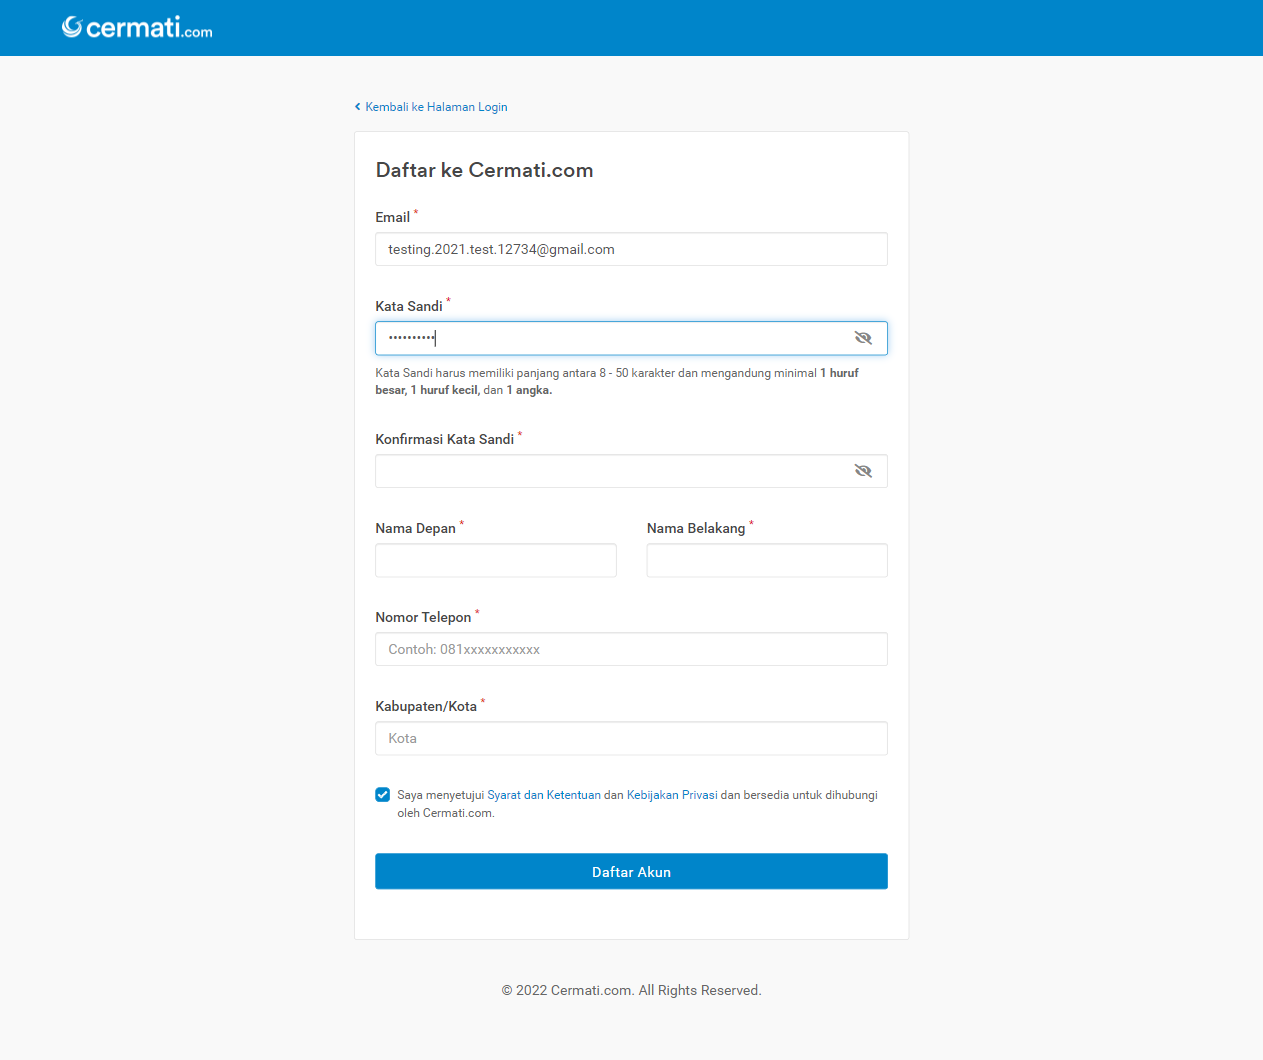 cermati.com
Kembali ke Halaman Login
Daftar ke Cermati.com
Email *
testing.2021.test.12734@gmail.com
Kata Sandi *
••••••••••
Kata Sandi harus memiliki panjang antara 8 - 50 karakter dan mengandung minimal 1 huruf
besar, 1 huruf kecil, dan 1 angka.
Konfirmasi Kata Sandi *
Nama Depan * Nama Belakang *
Nomor Telepon *
Contoh: 081xxxxxxxxxxx
Kabupaten/Kota *
Kota
Saya menyetujui Syarat dan Ketentuan dan Kebijakan Privasi dan bersedia untuk dihubungi
oleh Cermati.com.
Daftar Akun
© 2022 Cermati.com. All Rights Reserved.